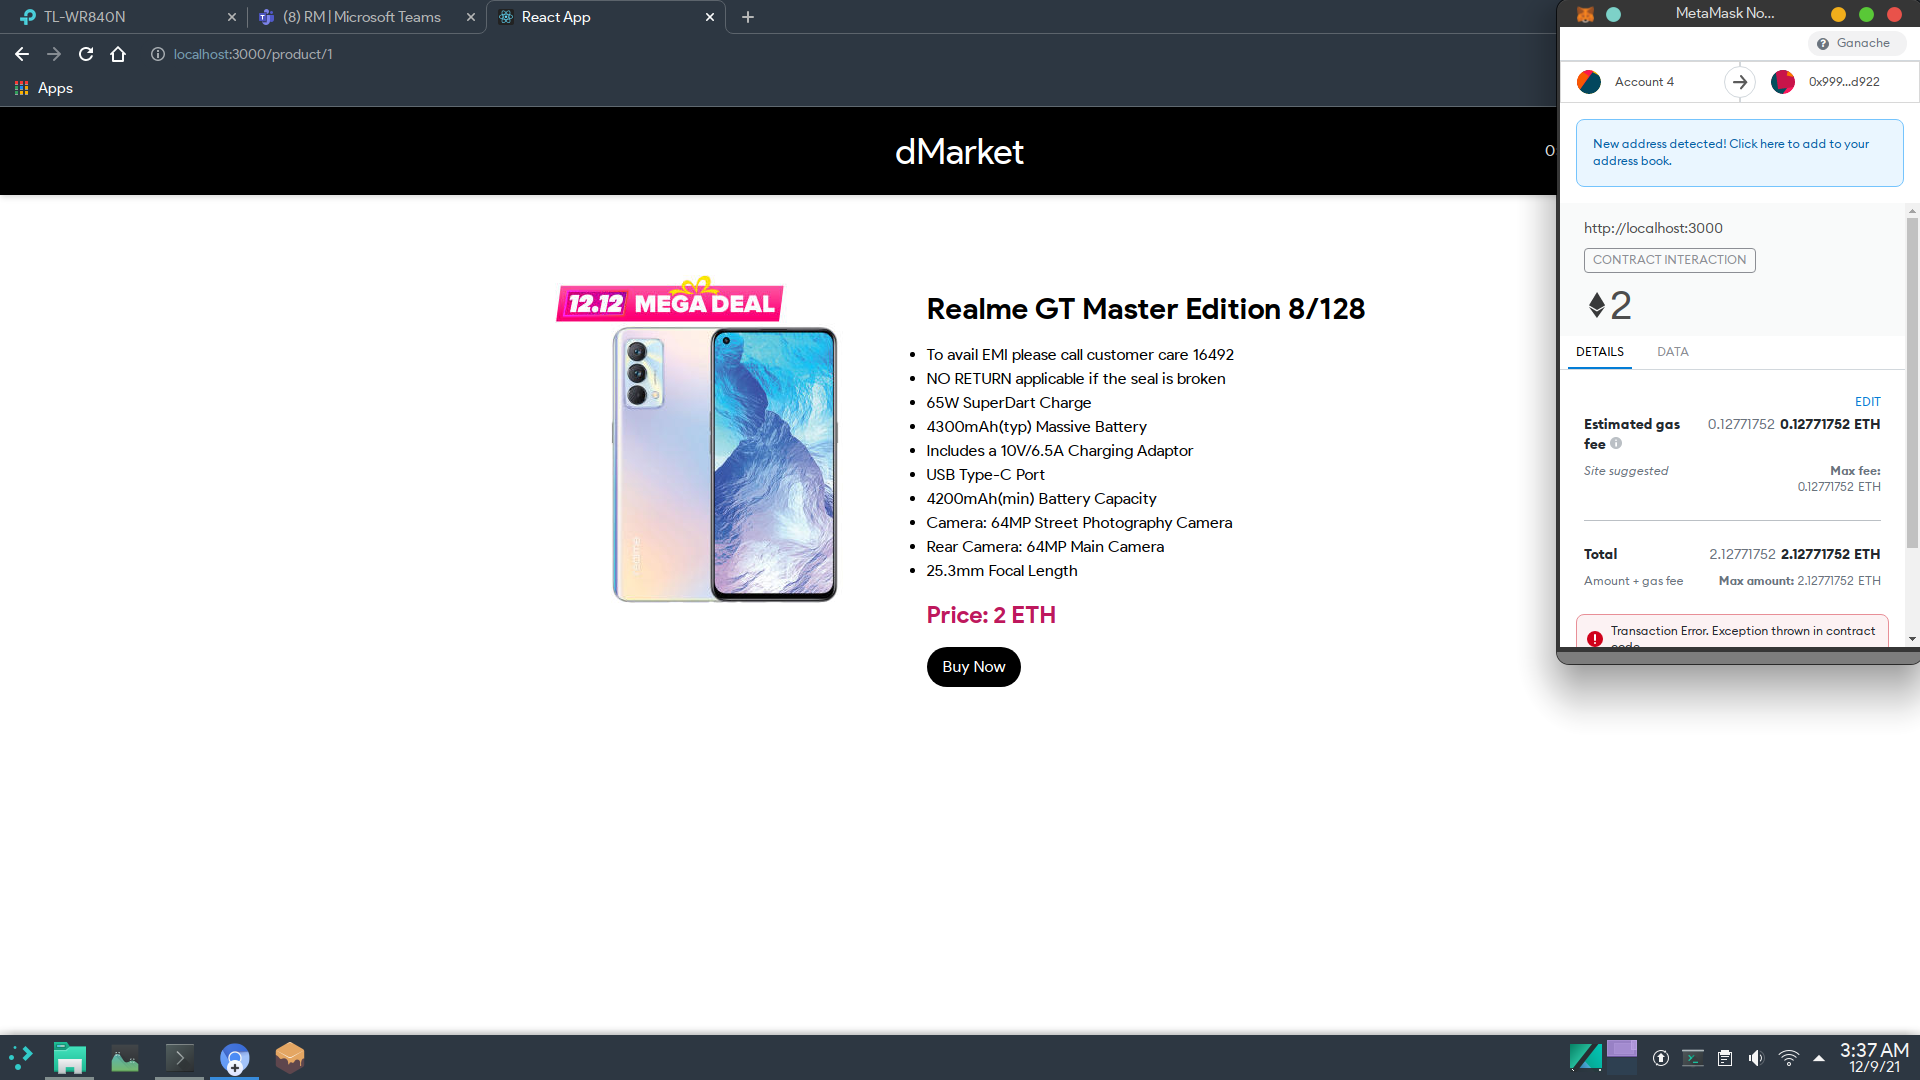 TL-WR840N
(8) RM | Microsoft Teams
React App
localhost:3000/product/1
Apps
dMarket
0
12.12 MEGA DEAL
realme
Realme GT Master Edition 8/128
To avail EMI please call customer care 16492
NO RETURN applicable if the seal is broken
65W SuperDart Charge
4300mAh(typ) Massive Battery
Includes a 10V/6.5A Charging Adaptor
USB Type-C Port
4200mAh(min) Battery Capacity
Camera: 64MP Street Photography Camera
Rear Camera: 64MP Main Camera
25.3mm Focal Length
Price: 2 ETH
Buy Now
MetaMask No...
Ganache
Account 4
0x999...d922
New address detected! Click here to add to your
address book.
http://localhost:3000
CONTRACT INTERACTION
2
DETAILS
DATA
EDIT
Estimated gas
fee
0.12771752 0.12771752 ETH
Site suggested
Max fee:
0.12771752 ETH
Total
2.12771752 2.12771752 ETH
Amount + gas fee
Max amount: 2.12771752 ETH
Transaction Error. Exception thrown in contract
code
3:37 AM
12/9/21